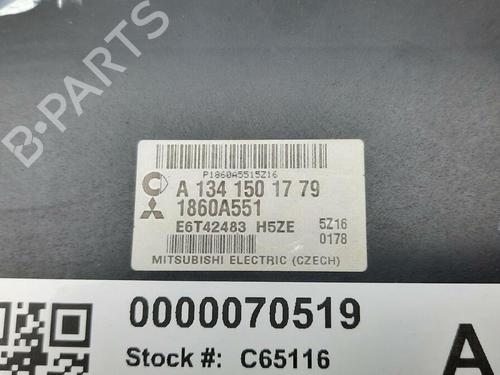 B-PARTS
P1860A5515Z16
A 134 150 17 79
1860A551
E6T42483 H5ZE 5Z16
0178
MITSUBISHI ELECTRIC (CZECH)
0000070519
A
Stock #: C65116